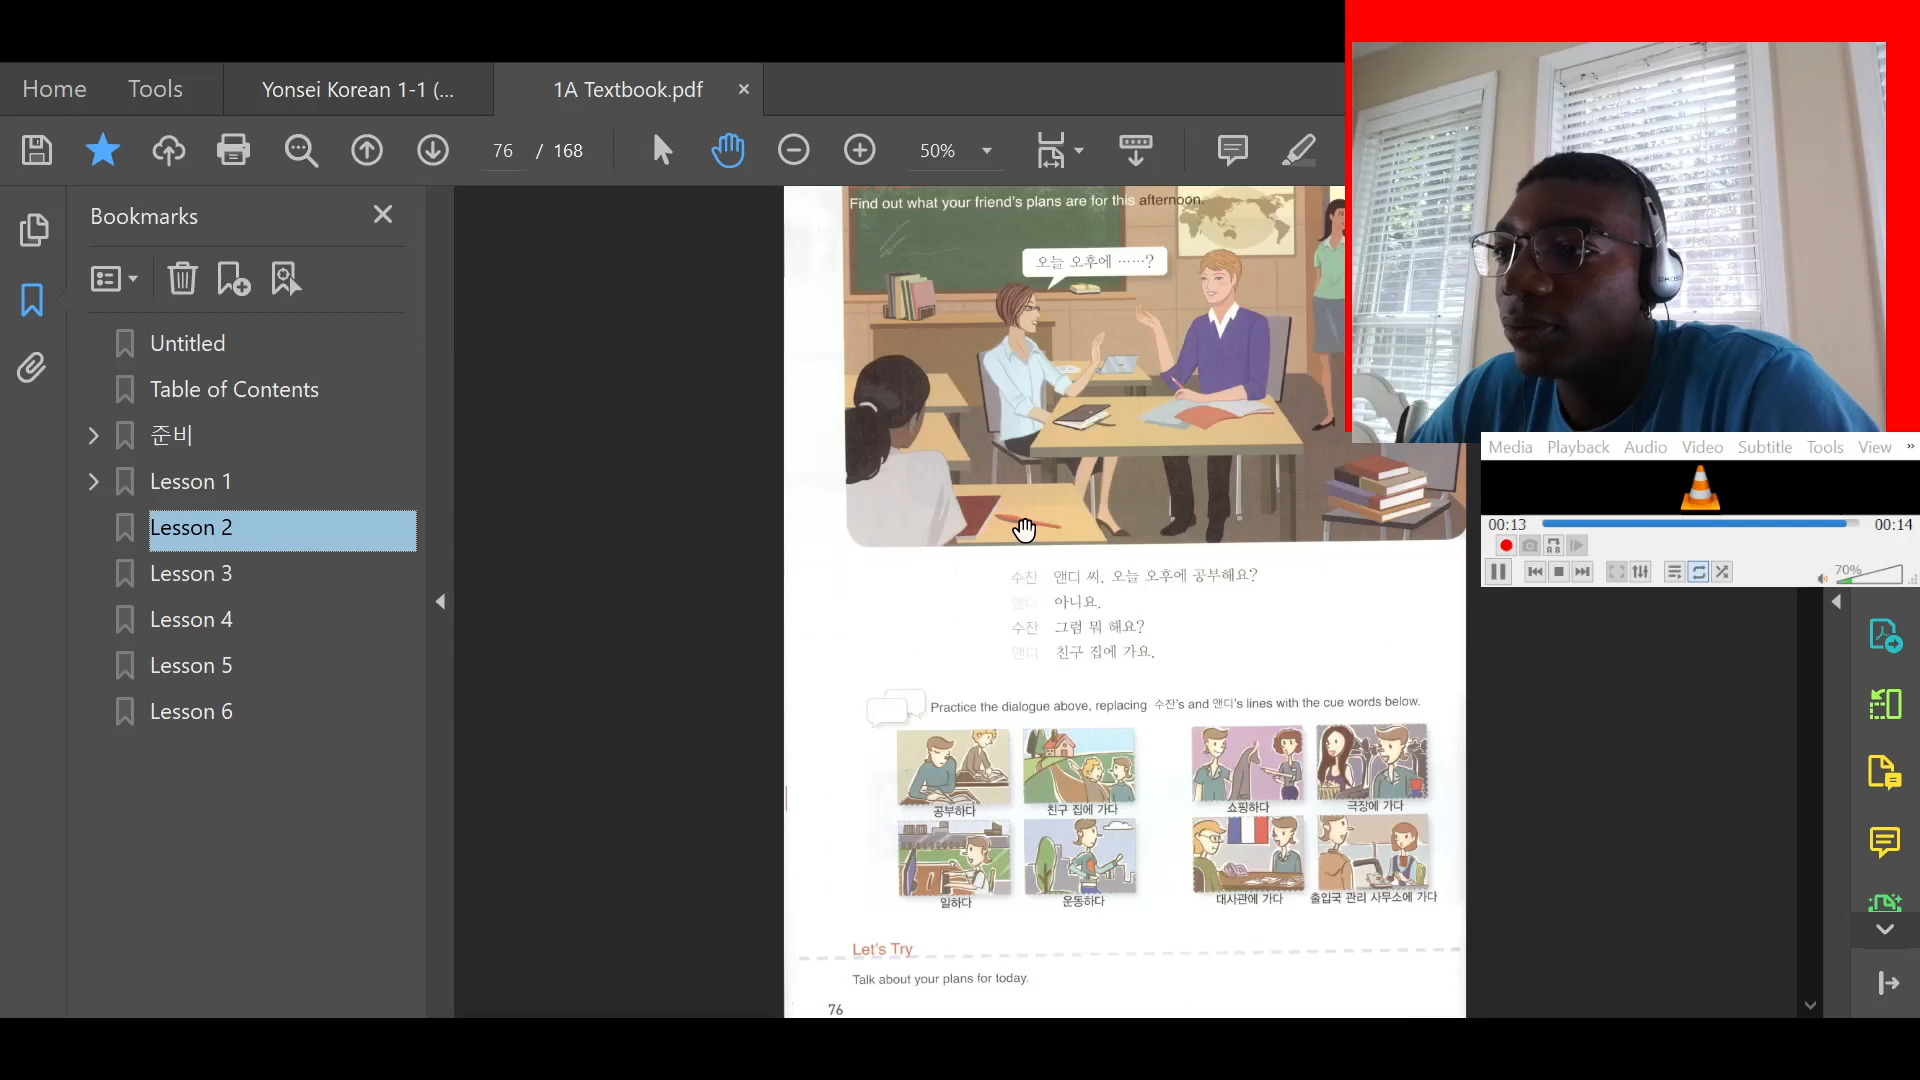 Home Tools Yonsei Korean 1-1 (... 1A Textbook.pdf
76 / 168 50%
Bookmarks
Untitled
Table of Contents
준비
Lesson 1
Lesson 2
Lesson 3
Lesson 4
Lesson 5
Lesson 6
Find out what your friend's plans are for this afternoon.
오늘 오후에 ……?
수잔 앤디 씨, 오늘 오후에 공부해요?
앤디 아니요.
수잔 그럼 뭐 해요?
앤디 친구 집에 가요.
Practice the dialogue above, replacing 수잔's and 앤디's lines with the cue words below.
공부하다 친구 집에 가다 쇼핑하다 극장에 가다
일하다 운동하다 대사관에 가다 출입국 관리 사무소에 가다
Let's Try
Talk about your plans for today.
76
Media Playback Audio Video Subtitle Tools View »
00:13 00:14
70%